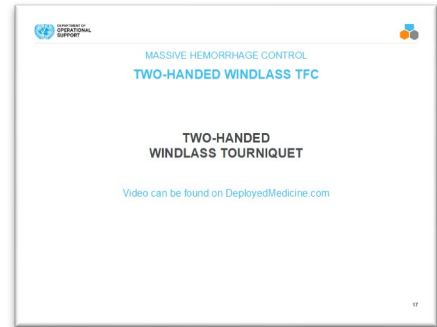 DEPARTMENT OF
OPERATIONAL
SUPPORT
MASSIVE HEMORRHAGE CONTROL
TWO-HANDED WINDLASS TFC
TWO-HANDED
WINDLASS TOURNIQUET
Video can be found on DeployedMedicine.com
17